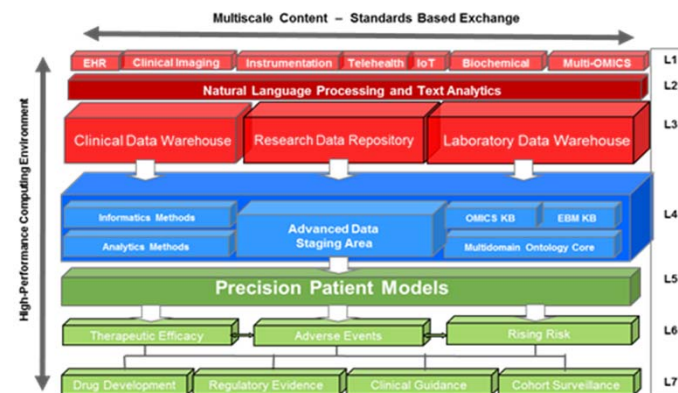 Multiscale Content – Standards Based Exchange
High-Performance Computing Environment
EHR Clinical Imaging Instrumentation Telehealth IoT Biochemical Multi-OMICS L1
Natural Language Processing and Text Analytics L2
Clinical Data Warehouse Research Data Repository Laboratory Data Warehouse L3
Informatics Methods
Analytics Methods
Advanced Data
Staging Area
OMICS KB EBM KB
Multidomain Ontology Core
L4
Precision Patient Models L5
Therapeutic Efficacy Adverse Events Rising Risk L6
Drug Development Regulatory Evidence Clinical Guidance Cohort Surveillance L7